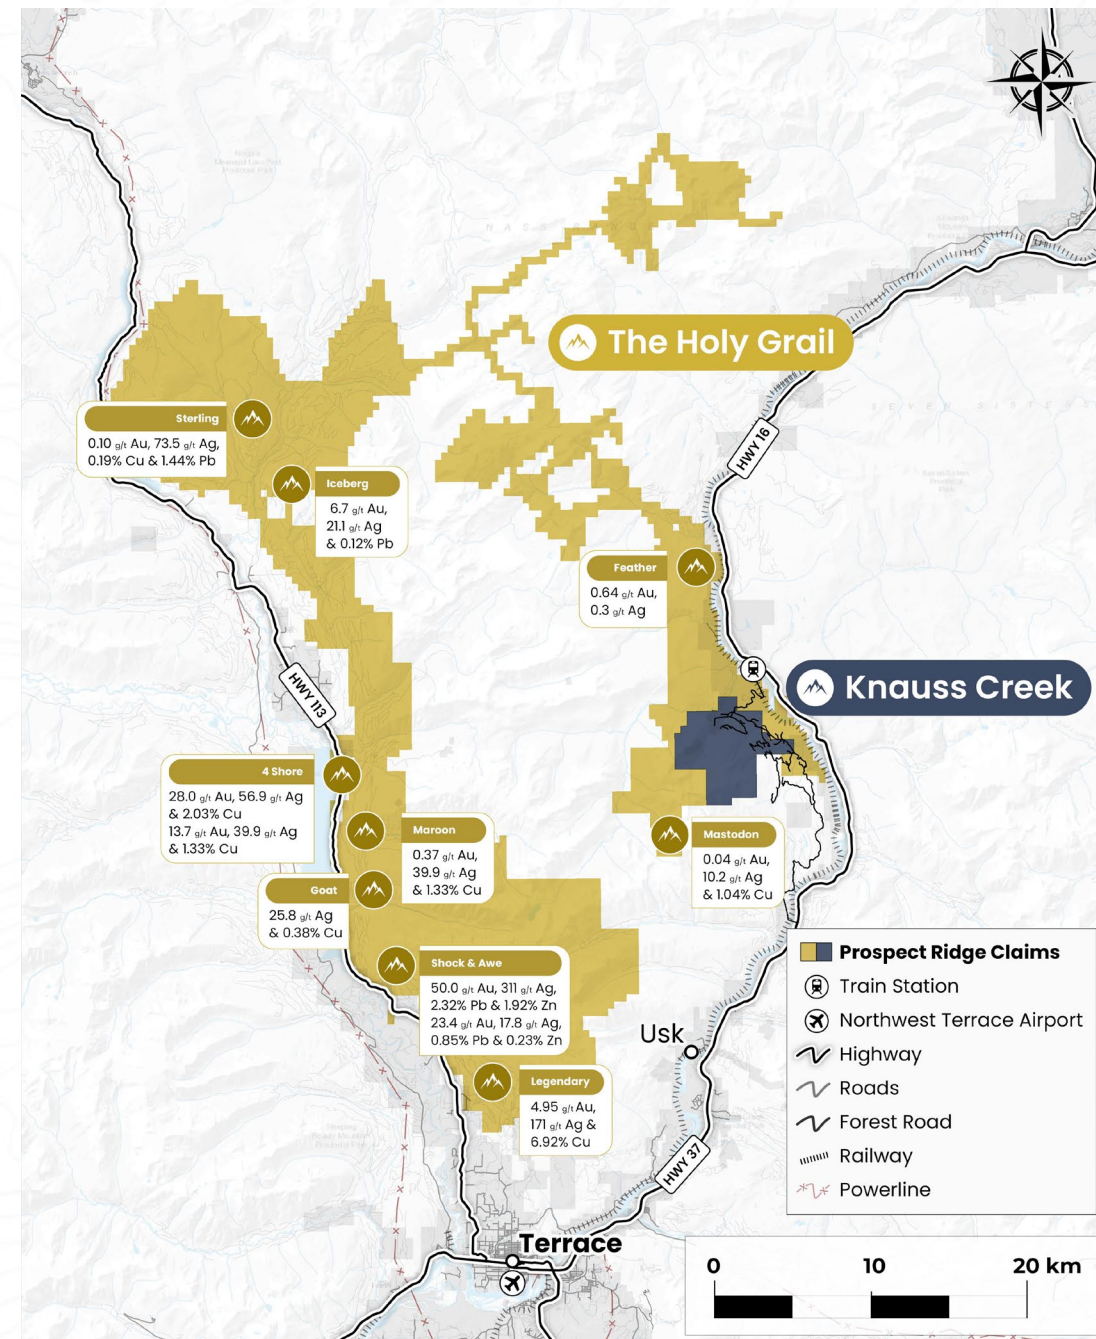 NASS RANGES
The Holy Grail
SEVEN SISTERS
HWY 16
Sterling
0.10 g/t Au, 73.5 g/t Ag,
0.19% Cu & 1.44% Pb
Iceberg
6.7 g/t Au,
21.1 g/t Ag
& 0.12% Pb
Feather
0.64 g/t Au,
0.3 g/t Ag
HWY 113
Knauss Creek
4 Shore
28.0 g/t Au, 56.9 g/t Ag
& 2.03% Cu
13.7 g/t Au, 39.9 g/t Ag
& 1.33% Cu
Maroon
0.37 g/t Au,
39.9 g/t Ag
& 1.33% Cu
Mastodon
0.04 g/t Au,
10.2 g/t Ag
& 1.04% Cu
Goat
25.8 g/t Ag
& 0.38% Cu
Shock & Awe
50.0 g/t Au, 311 g/t Ag,
2.32% Pb & 1.92% Zn
23.4 g/t Au, 17.8 g/t Ag,
0.85% Pb & 0.23% Zn
Usk
Legendary
4.95 g/t Au,
171 g/t Ag &
6.92% Cu
HWY 37
Terrace
Prospect Ridge Claims
Train Station
Northwest Terrace Airport
Highway
Roads
Forest Road
Railway
Powerline
0 10 20 km